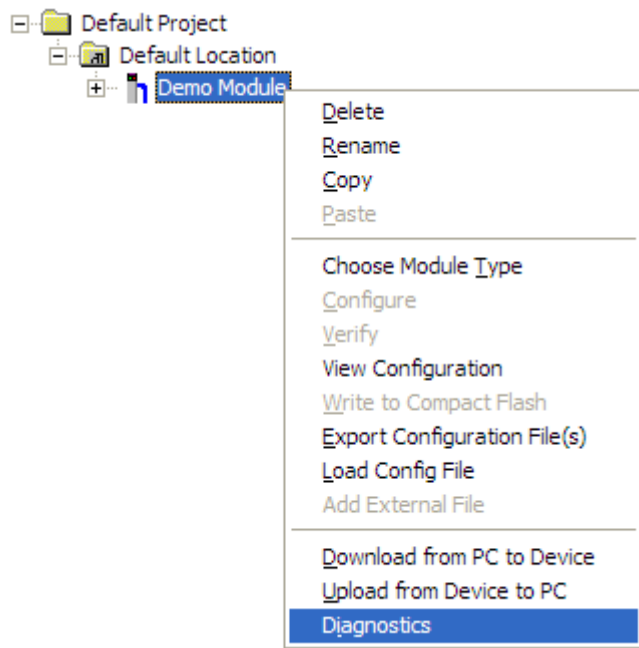 Default Project
Default Location
Demo Module
Delete
Rename
Copy
Paste
Choose Module Type
Configure
Verify
View Configuration
Write to Compact Flash
Export Configuration File(s)
Load Config File
Add External File
Download from PC to Device
Upload from Device to PC
Diagnostics